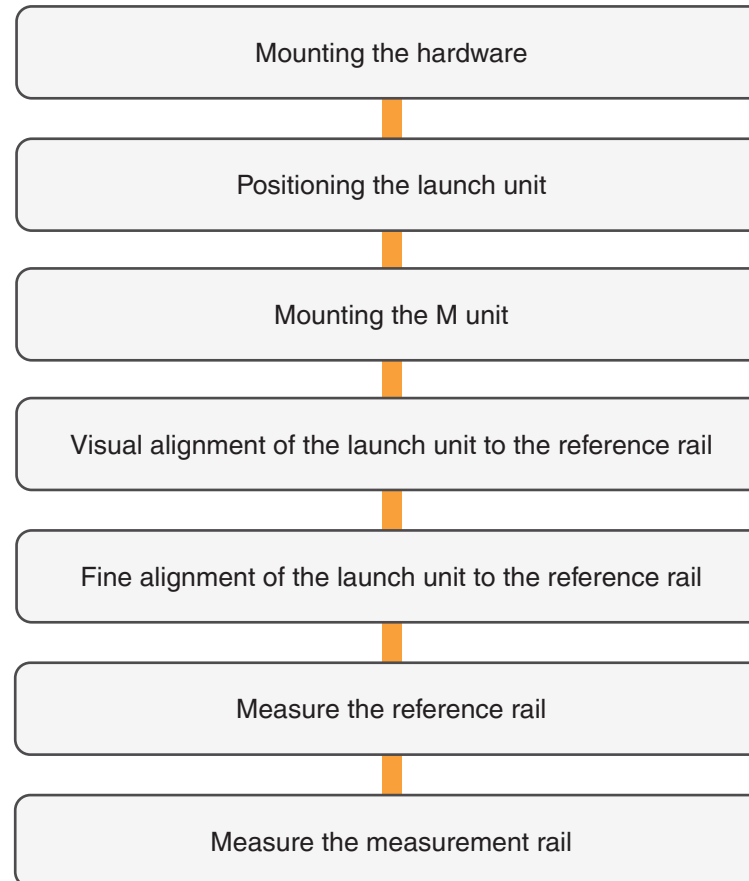 Mounting the hardware
Positioning the launch unit
Mounting the M unit
Visual alignment of the launch unit to the reference rail
Fine alignment of the launch unit to the reference rail
Measure the reference rail
Measure the measurement rail